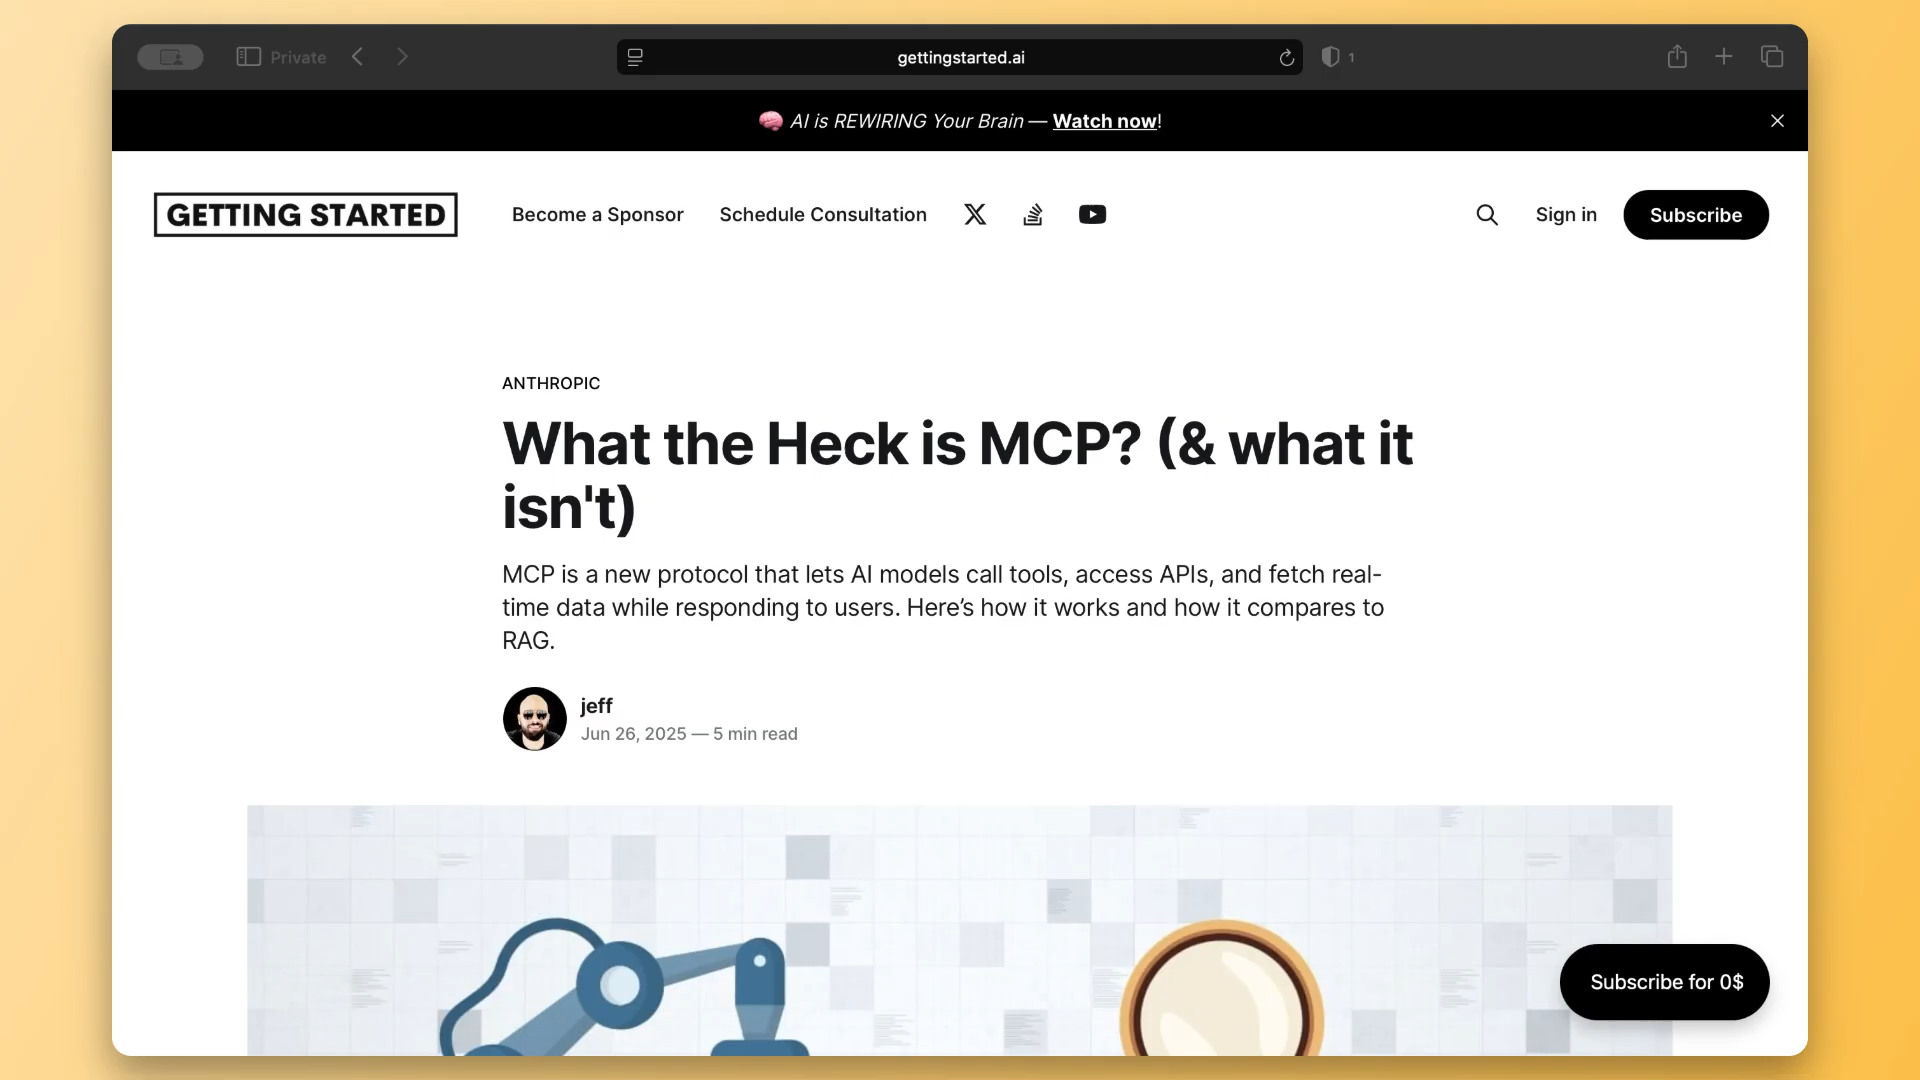 Private
gettingstarted.ai
1
🧠 AI is REWIRING Your Brain — Watch now!
GETTING STARTED
Become a Sponsor
Schedule Consultation
Sign in
Subscribe
ANTHROPIC
What the Heck is MCP? (& what it
isn't)
MCP is a new protocol that lets AI models call tools, access APIs, and fetch real-
time data while responding to users. Here’s how it works and how it compares to
RAG.
jeff
Jun 26, 2025 — 5 min read
Subscribe for 0$